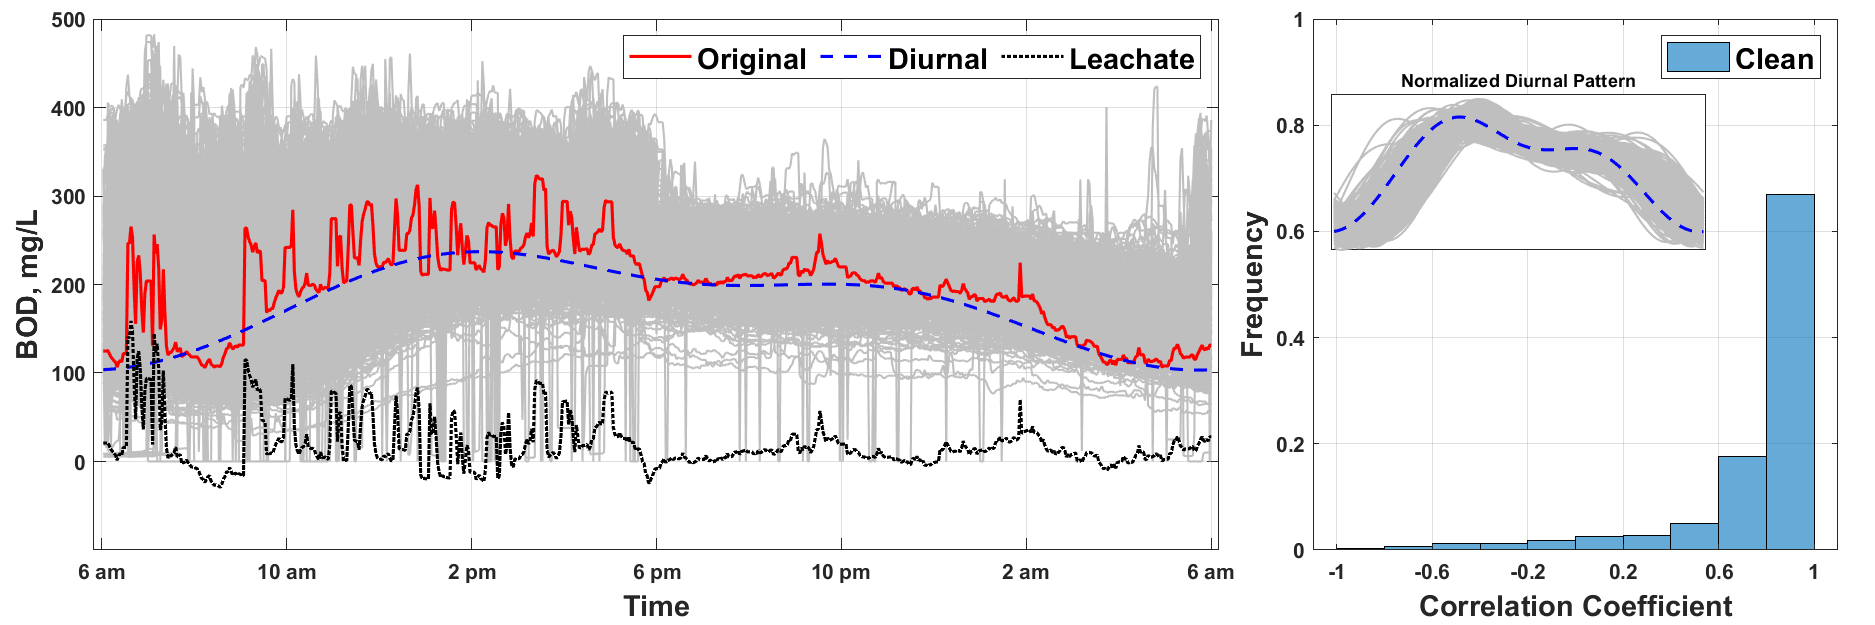 500
400
300
200
100
0
BOD, mg/L
Original Diurnal Leachate
6 am 10 am 2 pm 6 pm 10 pm 2 am 6 am
Time
1
0.8
0.6
0.4
0.2
0
Frequency
Clean
Normalized Diurnal Pattern
-1 -0.6 -0.2 0.2 0.6 1
Correlation Coefficient